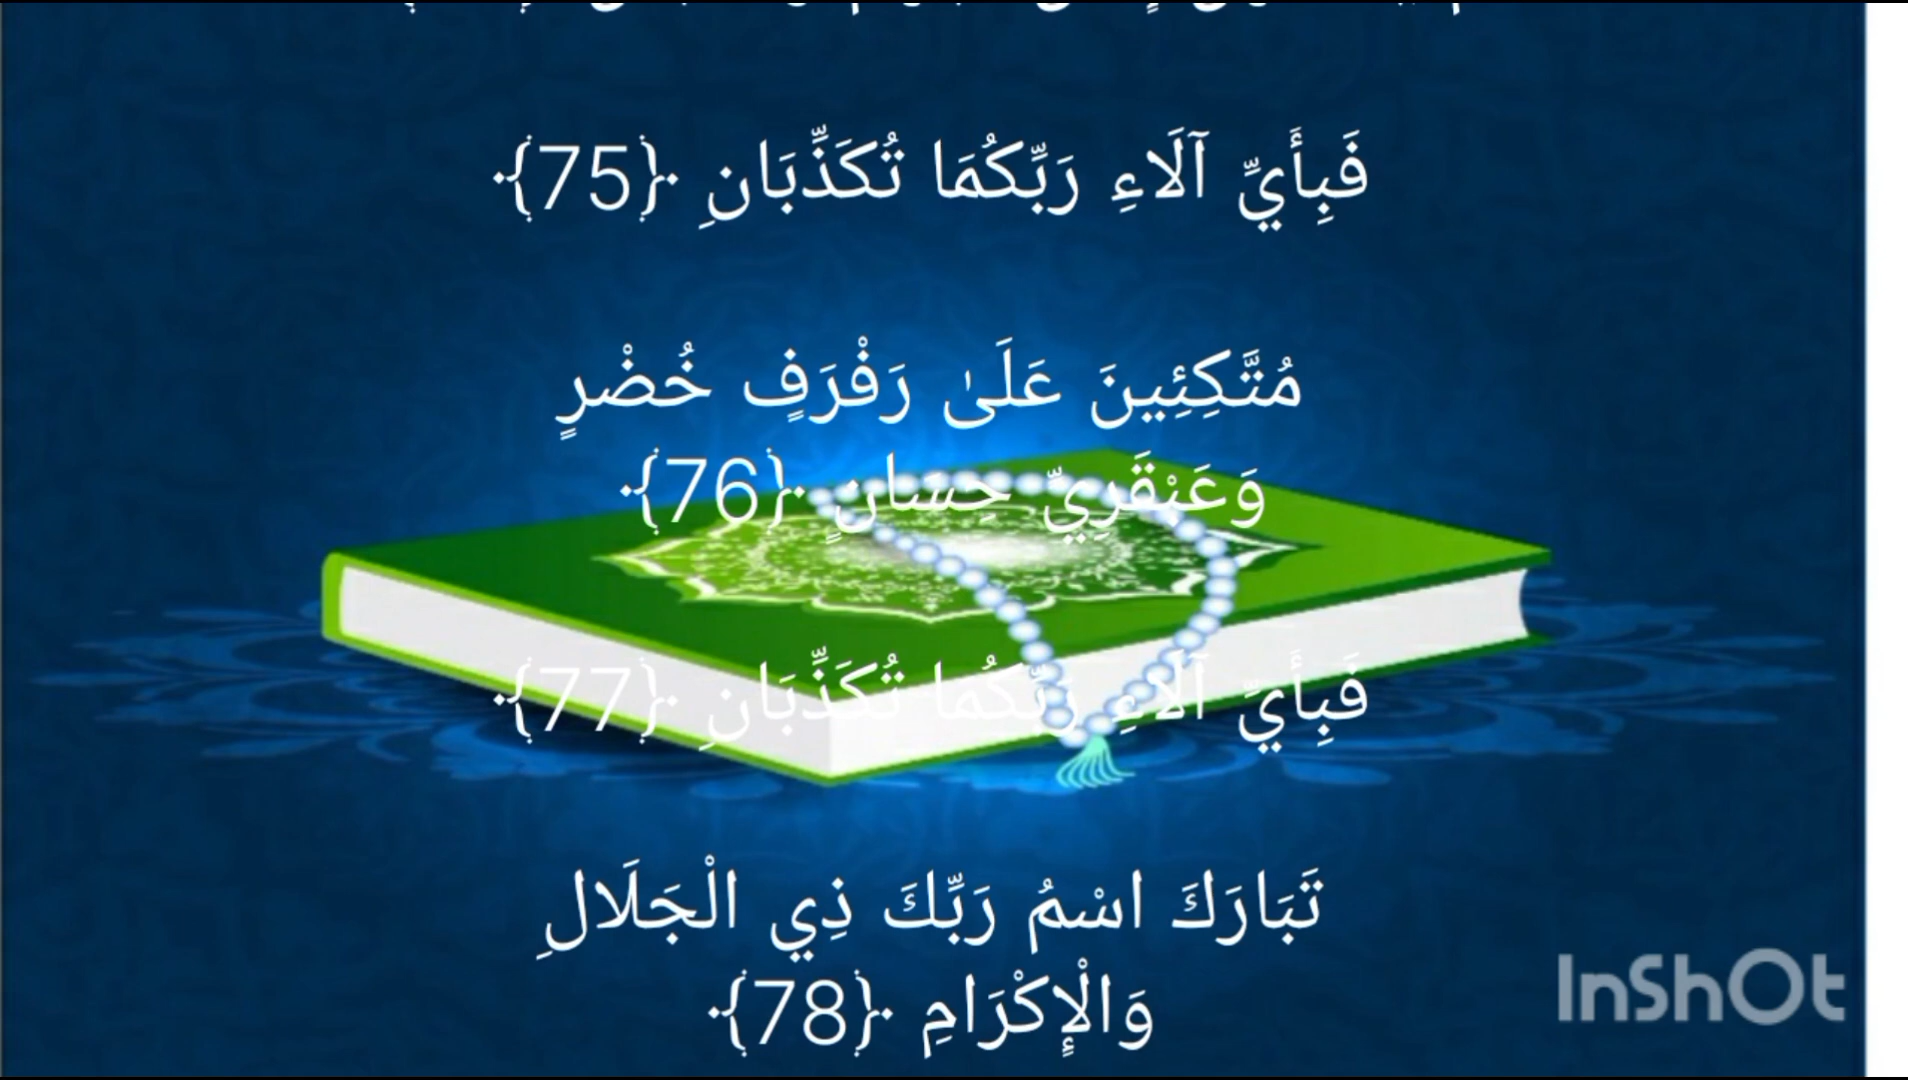 فَبِأَيِّ آلَاءِ رَبِّكُمَا تُكَذِّبَانِ ﴿75﴾
مُتَّكِئِينَ عَلَىٰ رَفْرَفٍ خُضْرٍ
وَعَبْقَرِيٍّ حِسَانٍ ﴿76﴾
فَبِأَيِّ آلَاءِ رَبِّكُمَا تُكَذِّبَانِ ﴿77﴾
تَبَارَكَ اسْمُ رَبِّكَ ذِي الْجَلَالِ
وَالْإِكْرَامِ ﴿78﴾
InShOt